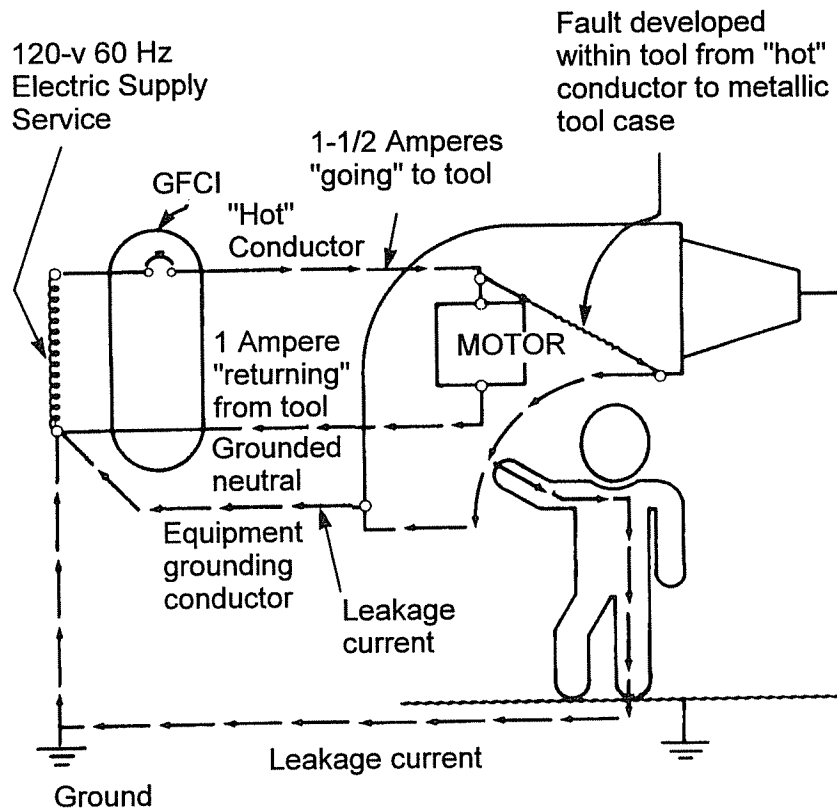 120-v 60 Hz
Electric Supply
Service
Fault developed
within tool from "hot"
conductor to metallic
tool case
1-1/2 Amperes
"going" to tool
GFCI
"Hot"
Conductor
1 Ampere
"returning"
from tool
MOTOR
Grounded
neutral
Equipment
grounding
conductor
Leakage
current
Leakage current
Ground